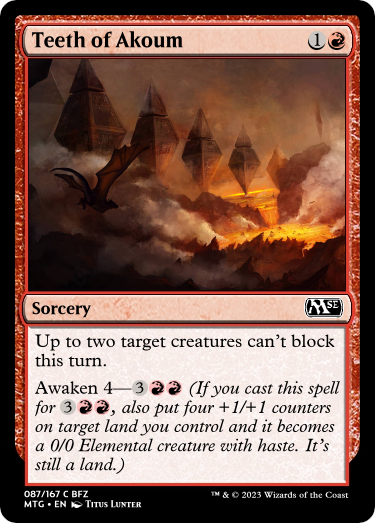 Teeth of Akoum 1
Sorcery MSE
Up to two target creatures can't block
this turn.
Awaken 4—3 (If you cast this spell
for 3, also put four +1/+1 counters
on target land you control and it becomes
a 0/0 Elemental creature with haste. It's
still a land.)
087/167 C BFZ
MTG • EN Titus Lunter ™ & © 2023 Wizards of the Coast